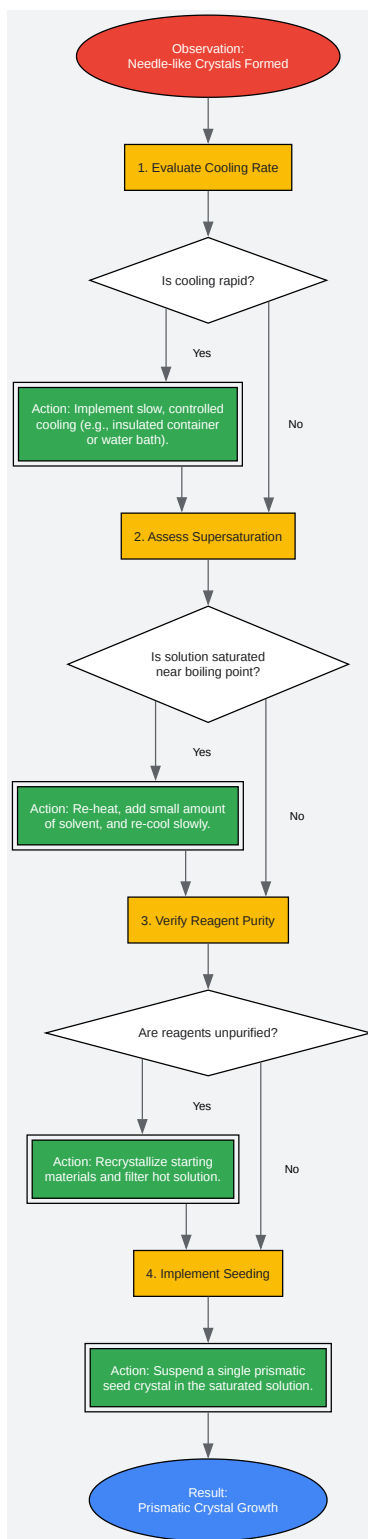 Observation:
Needle-like Crystals Formed
1. Evaluate Cooling Rate
Is cooling rapid?
Yes
Action: Implement slow, controlled
cooling (e.g., insulated container
or water bath).
No
2. Assess Supersaturation
Is solution saturated
near boiling point?
Yes
Action: Re-heat, add small amount
of solvent, and re-cool slowly.
No
3. Verify Reagent Purity
Are reagents unpurified?
Yes
Action: Recrystallize starting
materials and filter hot solution.
No
4. Implement Seeding
Action: Suspend a single prismatic
seed crystal in the saturated solution.
Result:
Prismatic Crystal Growth